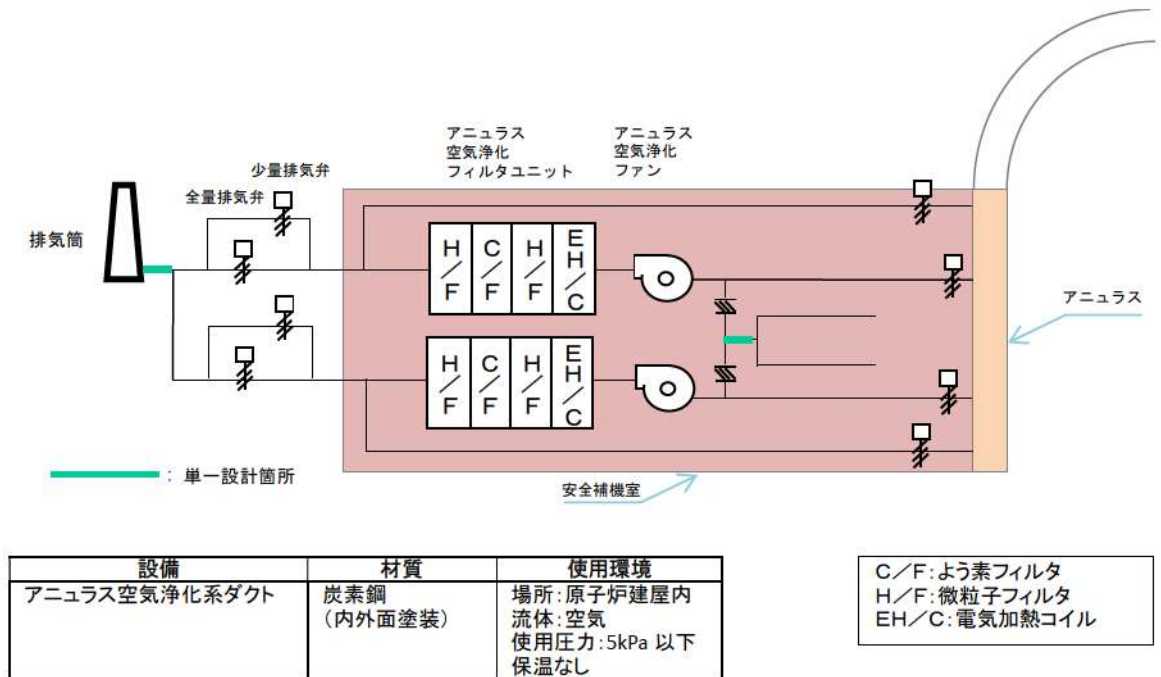 アニュラス
空気浄化
フィルタユニット
アニュラス
空気浄化
ファン
少量排気弁
全量排気弁
排気筒
H/F
C/F
H/F
EH/C
アニュラス
H/F
C/F
H/F
EH/C
: 単一設計箇所
安全補機室
設備 材質 使用環境
アニュラス空気浄化系ダクト 炭素鋼 場所:原子炉建屋内
(内外面塗装) 流体:空気
使用圧力:5kPa 以下
保温なし
C/F:よう素フィルタ
H/F:微粒子フィルタ
EH/C:電気加熱コイル